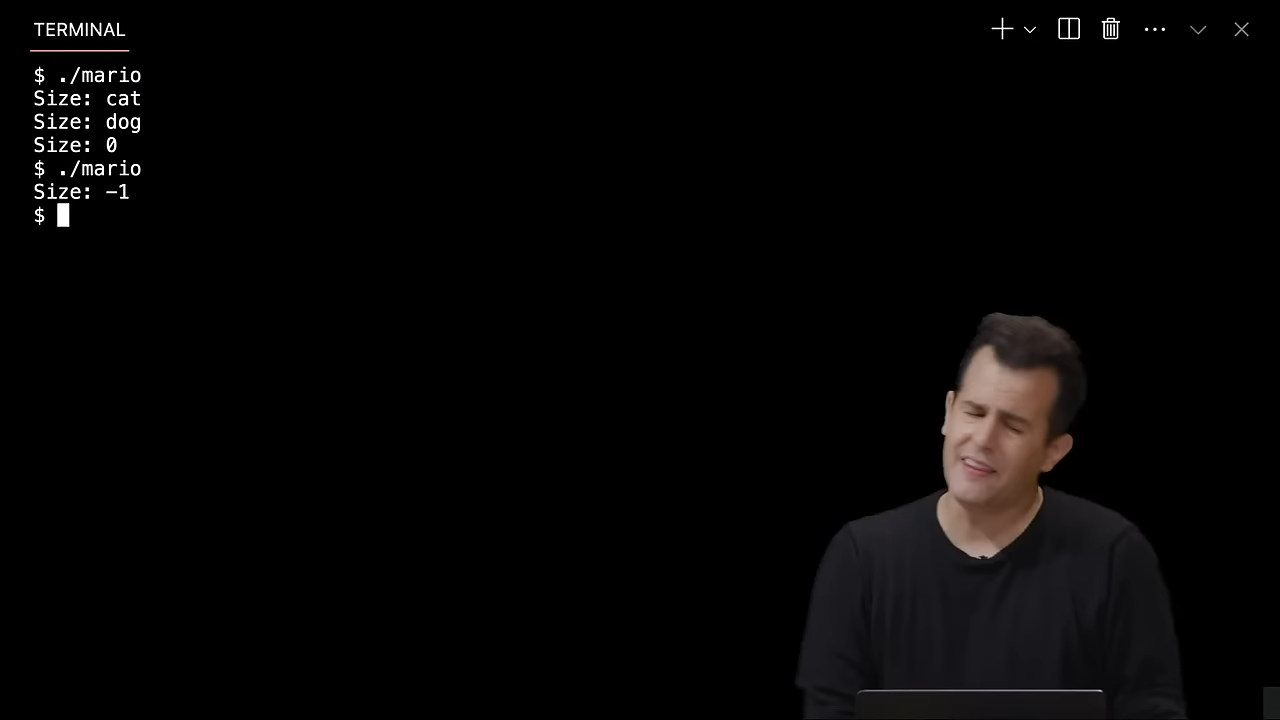 TERMINAL
$ ./mario
Size: cat
Size: dog
Size: 0
$ ./mario
Size: -1
$